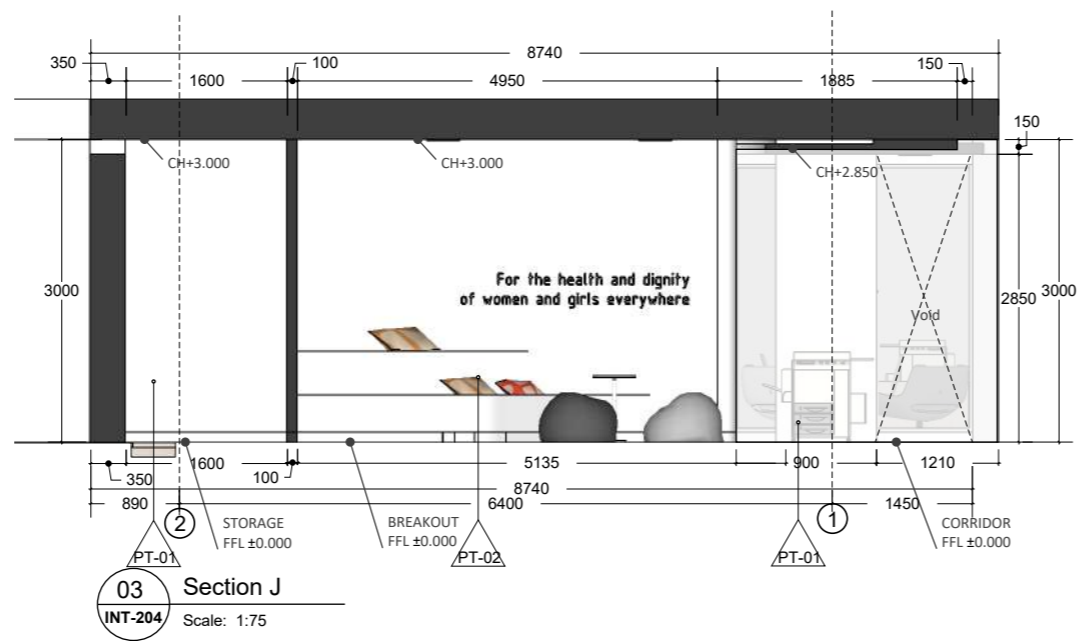 8740
350
1600
100
4950
1885
150
150
CH+3.000
CH+3.000
CH+2.850
3000
For the health and dignity
of women and girls everywhere
2850
3000
Void
350
1600
100
5135
900
1210
8740
890
6400
1450
2
1
STORAGE
FFL ±0.000
BREAKOUT
FFL ±0.000
CORRIDOR
FFL ±0.000
PT-01
PT-02
PT-01
03
INT-204
Section J
Scale: 1:75